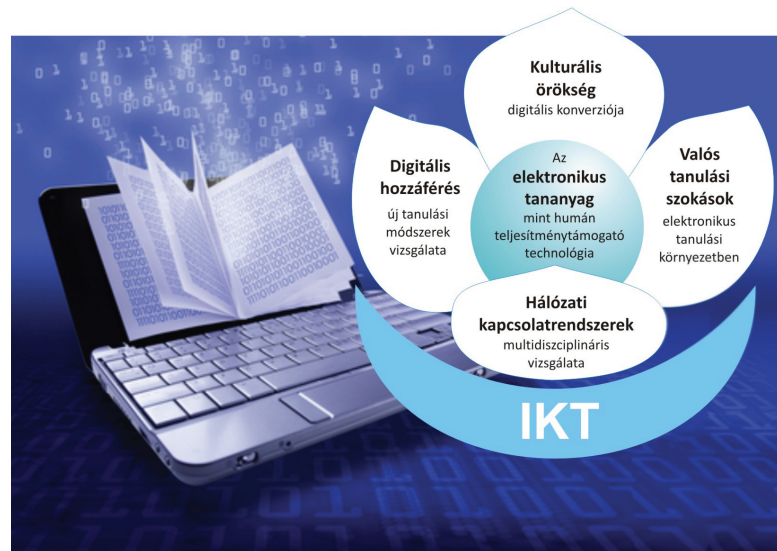 Kulturális
örökség
digitális konverziója
Digitális
hozzáférés
új tanulási
módszerek
vizsgálata
Az
elektronikus
tananyag
mint humán
teljesítménytámogató
technológia
Valós
tanulási
szokások
elektronikus
tanulási
környezetben
Hálózati
kapcsolatrendszerek
multidiszciplináris
vizsgálata
IKT